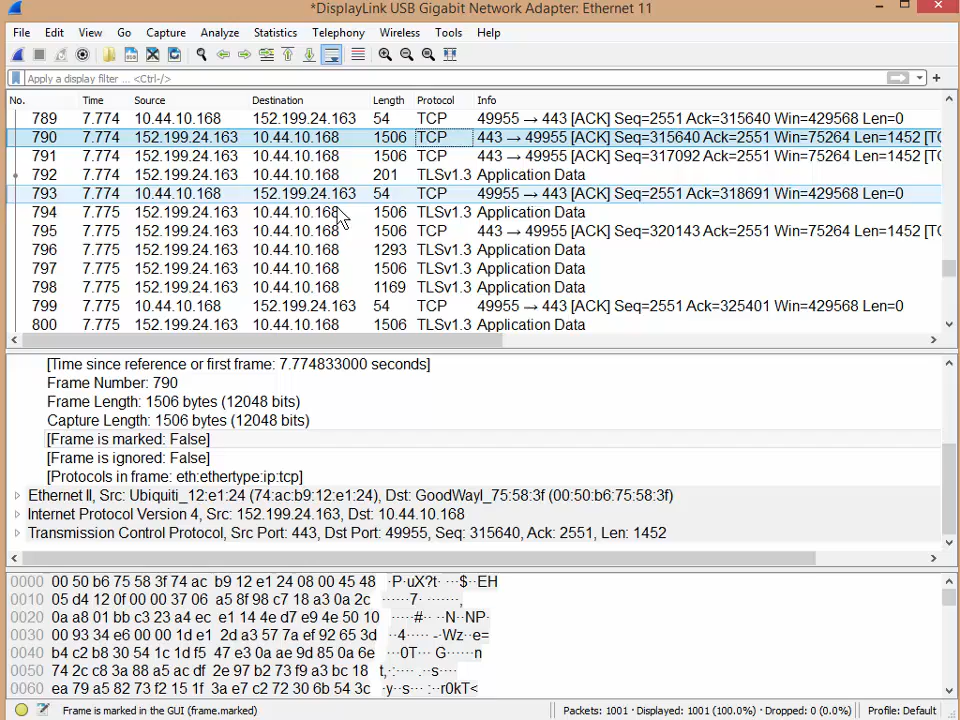 *DisplayLink USB Gigabit Network Adapter: Ethernet 11
File Edit View Go Capture Analyze Statistics Telephony Wireless Tools Help
Apply a display filter ... <Ctrl-/>
No. Time Source Destination Length Protocol Info
789 7.774 10.44.10.168 152.199.24.163 54 TCP 49955 → 443 [ACK] Seq=2551 Ack=315640 Win=429568 Len=0
790 7.774 152.199.24.163 10.44.10.168 1506 TCP 443 → 49955 [ACK] Seq=315640 Ack=2551 Win=75264 Len=1452 [TC
791 7.774 152.199.24.163 10.44.10.168 1506 TCP 443 → 49955 [ACK] Seq=317092 Ack=2551 Win=75264 Len=1452 [TC
792 7.774 152.199.24.163 10.44.10.168 201 TLSv1.3 Application Data
793 7.774 10.44.10.168 152.199.24.163 54 TCP 49955 → 443 [ACK] Seq=2551 Ack=318691 Win=429568 Len=0
794 7.775 152.199.24.163 10.44.10.168 1506 TLSv1.3 Application Data
795 7.775 152.199.24.163 10.44.10.168 1506 TCP 443 → 49955 [ACK] Seq=320143 Ack=2551 Win=75264 Len=1452 [TC
796 7.775 152.199.24.163 10.44.10.168 1293 TLSv1.3 Application Data
797 7.775 152.199.24.163 10.44.10.168 1506 TLSv1.3 Application Data
798 7.775 152.199.24.163 10.44.10.168 1169 TLSv1.3 Application Data
799 7.775 10.44.10.168 152.199.24.163 54 TCP 49955 → 443 [ACK] Seq=2551 Ack=325401 Win=429568 Len=0
800 7.775 152.199.24.163 10.44.10.168 1506 TLSv1.3 Application Data
[Time since reference or first frame: 7.774833000 seconds]
Frame Number: 790
Frame Length: 1506 bytes (12048 bits)
Capture Length: 1506 bytes (12048 bits)
[Frame is marked: False]
[Frame is ignored: False]
[Protocols in frame: eth:ethertype:ip:tcp]
Ethernet II, Src: Ubiquiti_12:e1:24 (74:ac:b9:12:e1:24), Dst: GoodWayI_75:58:3f (00:50:b6:75:58:3f)
Internet Protocol Version 4, Src: 152.199.24.163, Dst: 10.44.10.168
Transmission Control Protocol, Src Port: 443, Dst Port: 49955, Seq: 315640, Ack: 2551, Len: 1452
0000 00 50 b6 75 58 3f 74 ac b9 12 e1 24 08 00 45 48 ·P·uX?t· ···$··EH
0010 05 d4 12 0f 00 00 37 06 a5 8f 98 c7 18 a3 0a 2c ······7· ·······,
0020 0a a8 01 bb c3 23 a4 ec e1 14 4e d7 e9 4e 50 10 ·····#·· ··N··NP·
0030 00 93 34 e6 00 00 1d e1 2d a3 57 7a ef 92 65 3d ··4····· -·Wz··e=
0040 b4 c2 b8 30 54 1c 1d f5 47 e3 0a ae 9d 85 0a 6e ···0T··· G······n
0050 74 2c c8 3a 88 a5 ac df 2e 97 b2 73 f9 a3 bc 18 t,·:···· .··s····
0060 ea 79 a5 82 73 f2 15 1f 3a e7 c2 72 30 6b 54 3c ·y··s··· :··r0kT<
Frame is marked in the GUI (frame.marked) Packets: 1001 · Displayed: 1001 (100.0%) · Dropped: 0 (0.0%) Profile: Default